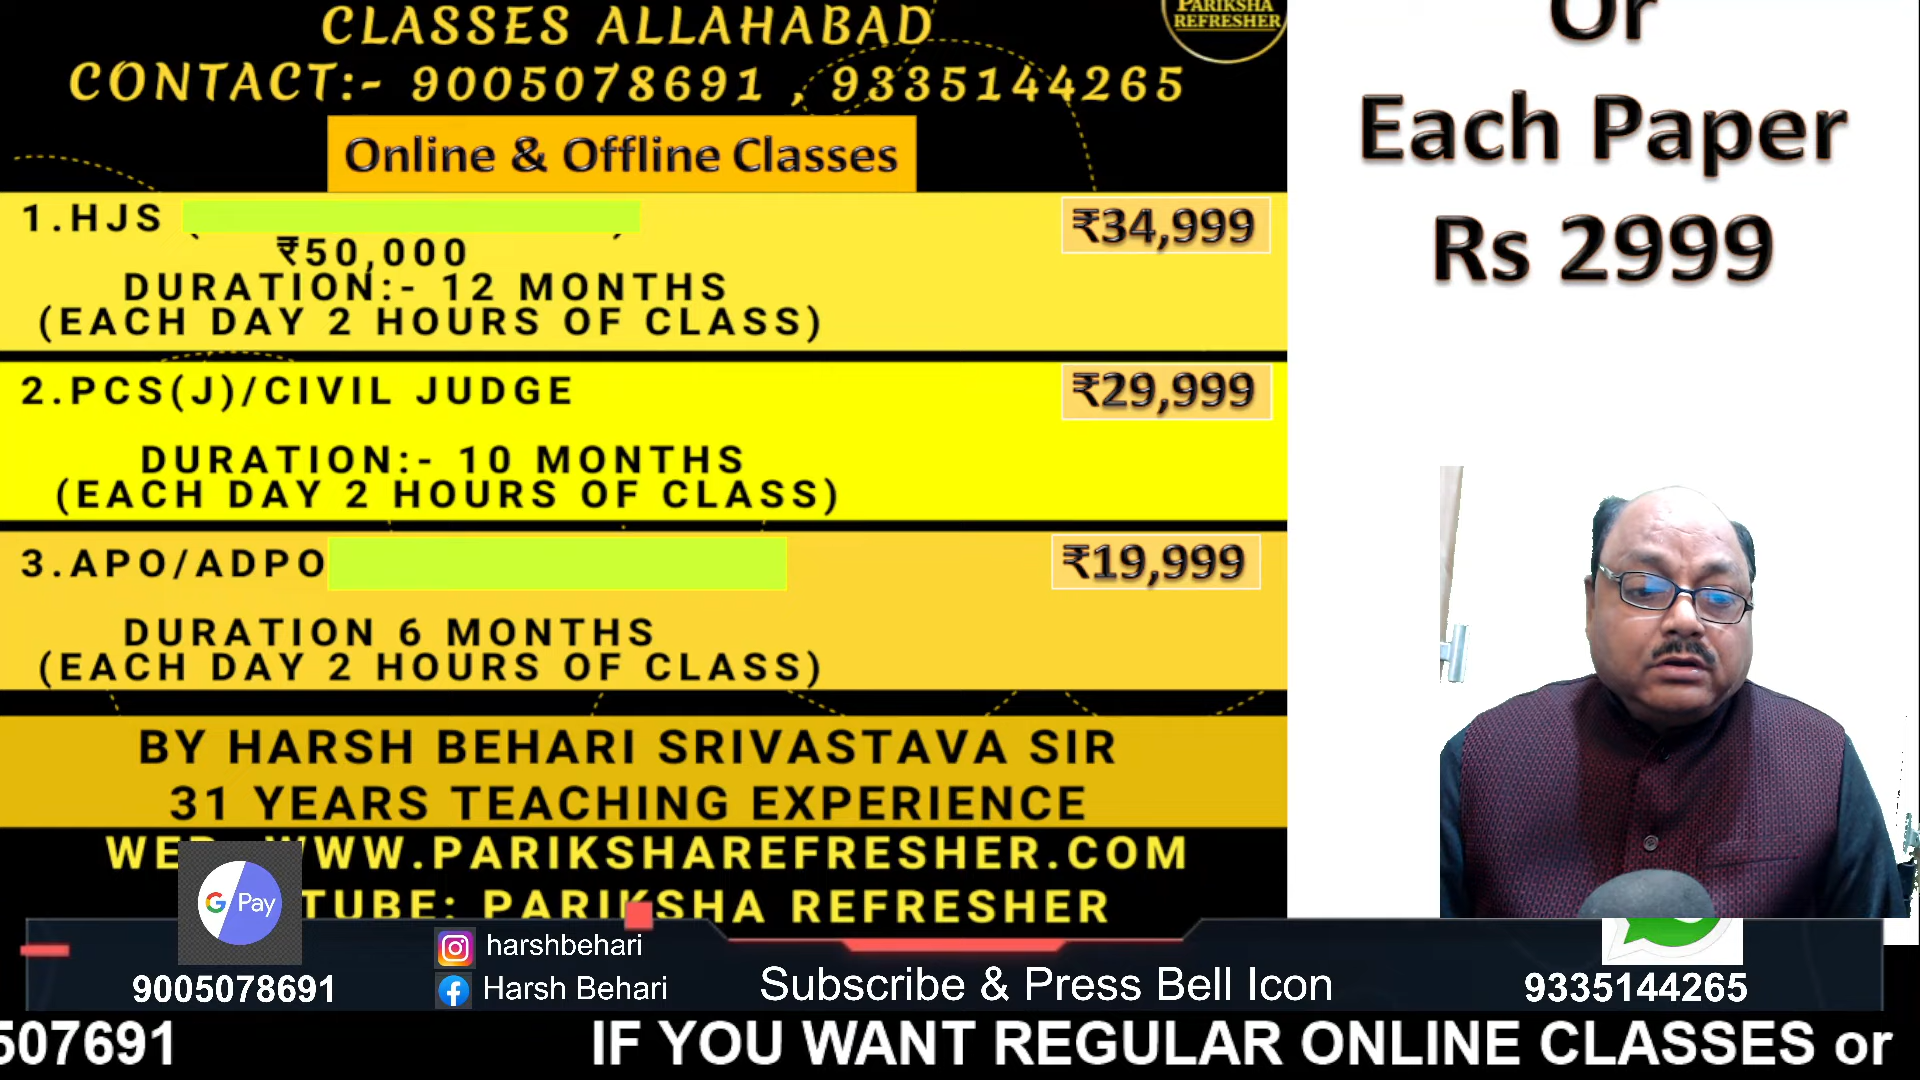 CLASSES ALLAHABAD
CONTACT:- 9005078691 , 9335144265
PARIKSHA
REFRESHER
Online & Offline Classes
1.HJS
₹34,999
₹50,000
DURATION:- 12 MONTHS
(EACH DAY 2 HOURS OF CLASS)
2.PCS(J)/CIVIL JUDGE
₹29,999
DURATION:- 10 MONTHS
(EACH DAY 2 HOURS OF CLASS)
3.APO/ADPO
₹19,999
DURATION 6 MONTHS
(EACH DAY 2 HOURS OF CLASS)
BY HARSH BEHARI SRIVASTAVA SIR
31 YEARS TEACHING EXPERIENCE
WWW.PARIKSHAREFRESHER.COM
TUBE: PARIKSHA REFRESHER
Or
Each Paper
Rs 2999
G Pay
9005078691
harshbehari
Harsh Behari
Subscribe & Press Bell Icon
9335144265
507691
IF YOU WANT REGULAR ONLINE CLASSES or